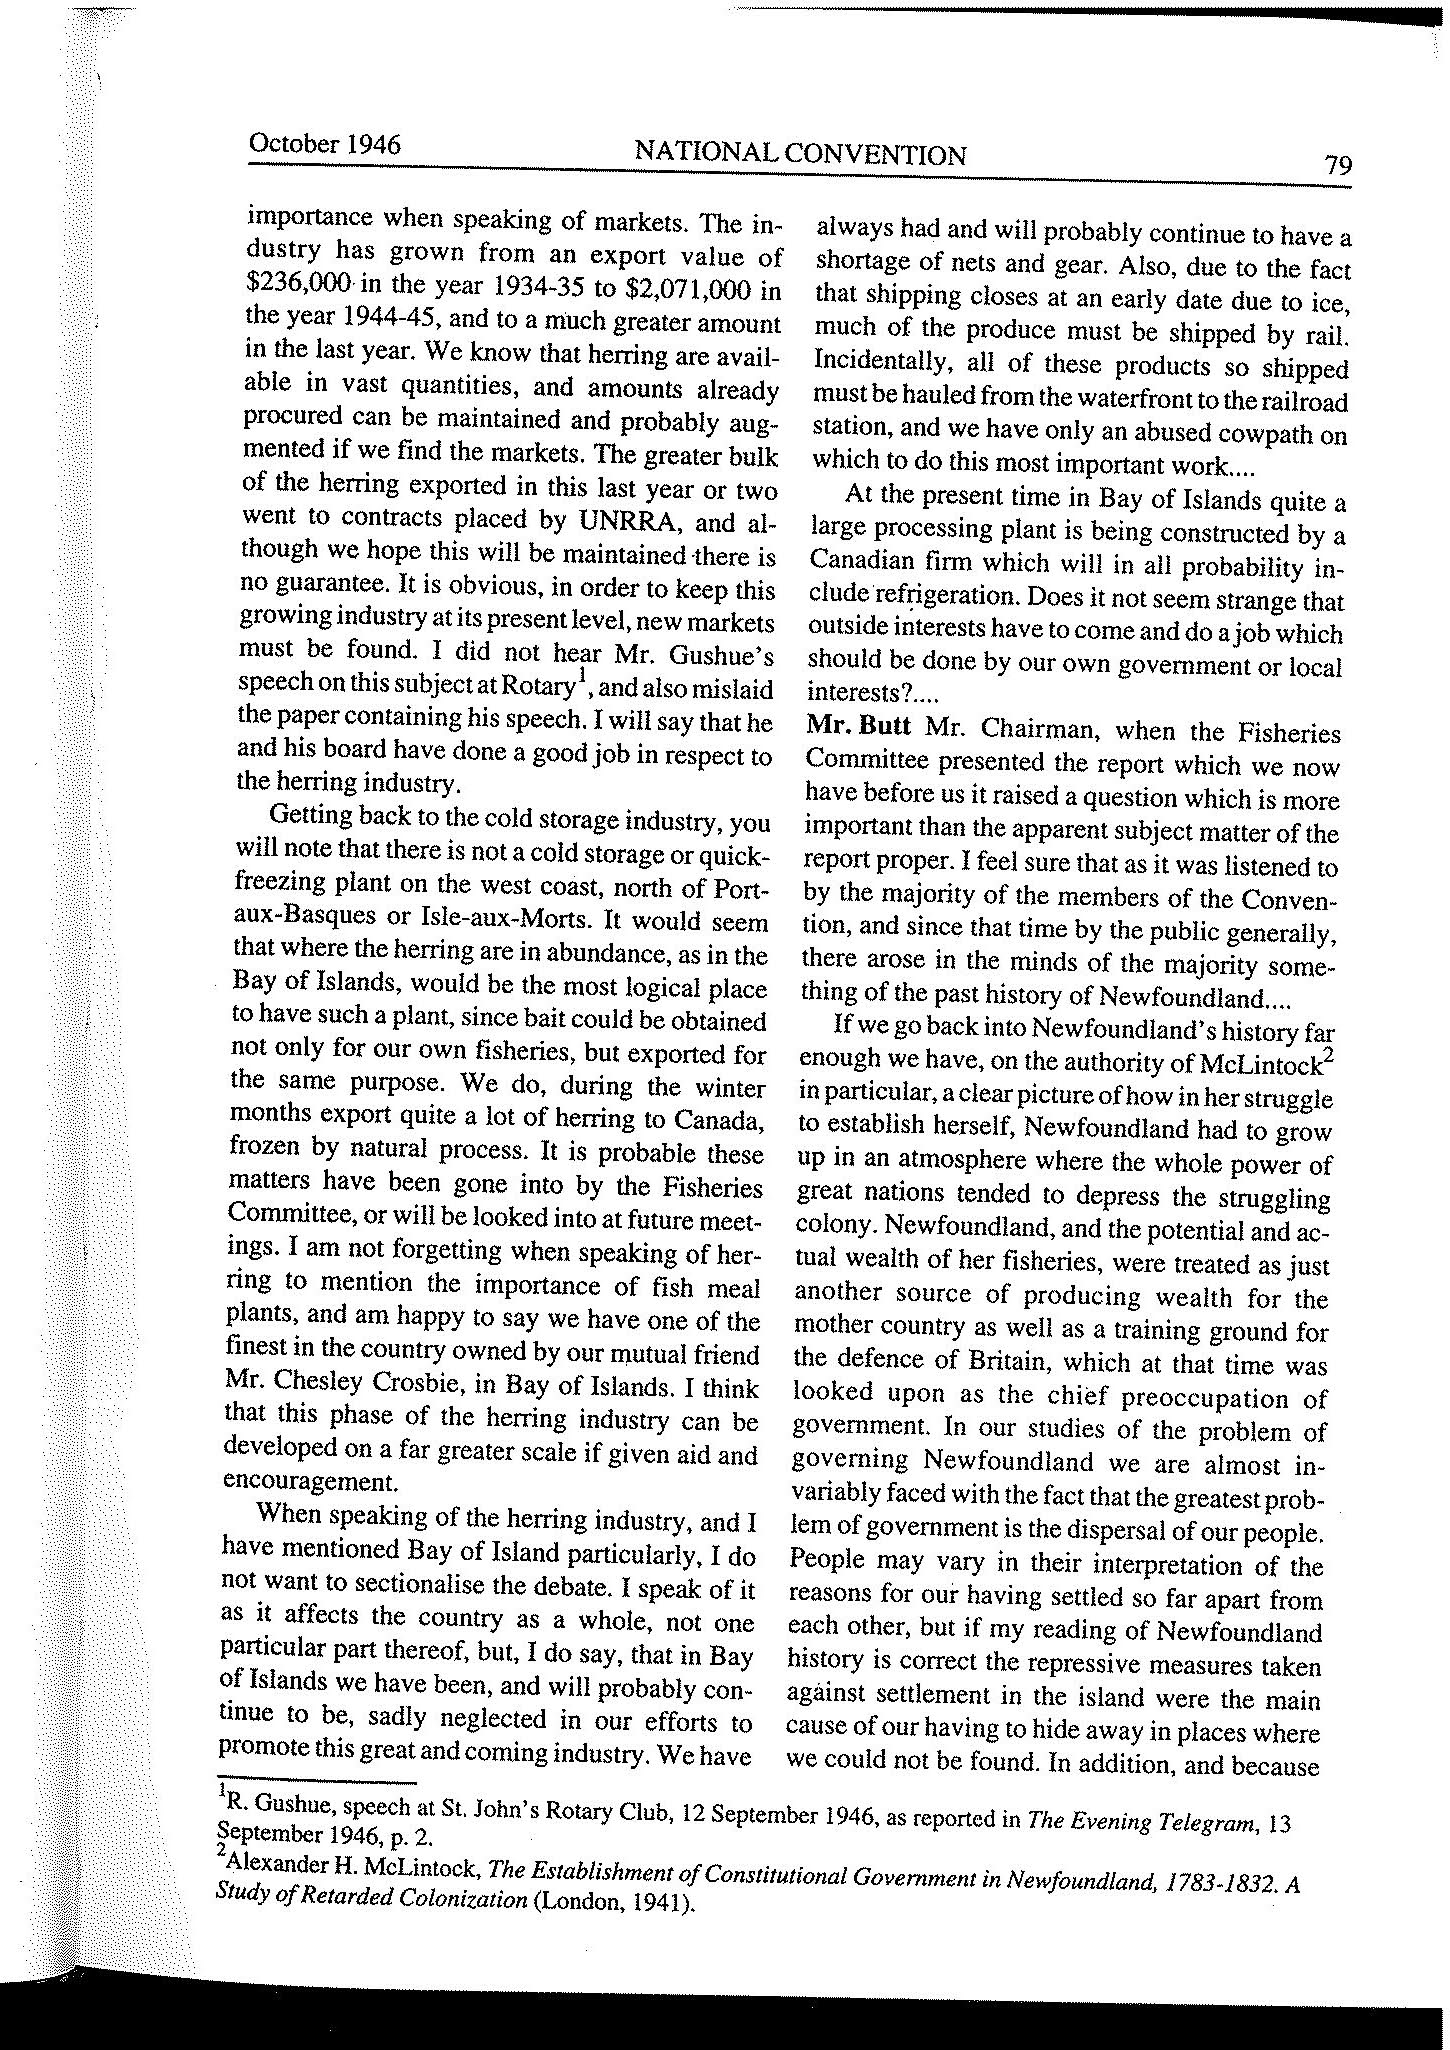 October 1946
NATIONAL CONVENTION
79
importance when speaking of markets. The in-
dustry has grown from an export value of
$236,000 in the year 1934-35 to $2,071,000 in
the year 1944-45, and to a much greater amount
in the last year. We know that herring are avail-
able in vast quantities, and amounts already
procured can be maintained and probably aug-
mented if we find the markets. The greater bulk
of the herring exported in this last year or two
went to contracts placed by UNRRA, and al-
though we hope this will be maintained there is
no guarantee. It is obvious, in order to keep this
growing industry at its present level, new markets
must be found. I did not hear Mr. Gushue's
speech on this subject at Rotary¹, and also mislaid
the paper containing his speech. I will say that he
and his board have done a good job in respect to
the herring industry.
Getting back to the cold storage industry, you
will note that there is not a cold storage or quick-
freezing plant on the west coast, north of Port-
aux-Basques or Isle-aux-Morts. It would seem
that where the herring are in abundance, as in the
Bay of Islands, would be the most logical place
to have such a plant, since bait could be obtained
not only for our own fisheries, but exported for
the same purpose. We do, during the winter
months export quite a lot of herring to Canada,
frozen by natural process. It is probable these
matters have been gone into by the Fisheries
Committee, or will be looked into at future meet-
ings. I am not forgetting when speaking of her-
ring to mention the importance of fish meal
plants, and am happy to say we have one of the
finest in the country owned by our mutual friend
Mr. Chesley Crosbie, in Bay of Islands. I think
that this phase of the herring industry can be
developed on a far greater scale if given aid and
encouragement.
When speaking of the herring industry, and I
have mentioned Bay of Island particularly, I do
not want to sectionalise the debate. I speak of it
as it affects the country as a whole, not one
particular part thereof, but, I do say, that in Bay
of Islands we have been, and will probably con-
tinue to be, sadly neglected in our efforts to
promote this great and coming industry. We have
always had and will probably continue to have a
shortage of nets and gear. Also, due to the fact
that shipping closes at an early date due to ice,
much of the produce must be shipped by rail.
Incidentally, all of these products so shipped
must be hauled from the waterfront to the railroad
station, and we have only an abused cowpath on
which to do this most important work....
At the present time in Bay of Islands quite a
large processing plant is being constructed by a
Canadian firm which will in all probability in-
clude refrigeration. Does it not seem strange that
outside interests have to come and do a job which
should be done by our own government or local
interests?....
Mr. Butt Mr. Chairman, when the Fisheries
Committee presented the report which we now
have before us it raised a question which is more
important than the apparent subject matter of the
report proper. I feel sure that as it was listened to
by the majority of the members of the Conven-
tion, and since that time by the public generally,
there arose in the minds of the majority some-
thing of the past history of Newfoundland....
If we go back into Newfoundland's history far
enough we have, on the authority of McLintock²
in particular, a clear picture of how in her struggle
to establish herself, Newfoundland had to grow
up in an atmosphere where the whole power of
great nations tended to depress the struggling
colony. Newfoundland, and the potential and ac-
tual wealth of her fisheries, were treated as just
another source of producing wealth for the
mother country as well as a training ground for
the defence of Britain, which at that time was
looked upon as the chief preoccupation of
government. In our studies of the problem of
governing Newfoundland we are almost in-
variably faced with the fact that the greatest prob-
lem of government is the dispersal of our people.
People may vary in their interpretation of the
reasons for our having settled so far apart from
each other, but if my reading of Newfoundland
history is correct the repressive measures taken
against settlement in the island were the main
cause of our having to hide away in places where
we could not be found. In addition, and because
¹R. Gushue, speech at St. John's Rotary Club, 12 September 1946, as reported in The Evening Telegram, 13
September 1946, p. 2.
²Alexander H. McLintock, The Establishment of Constitutional Government in Newfoundland, 1783-1832. A
Study of Retarded Colonization (London, 1941).